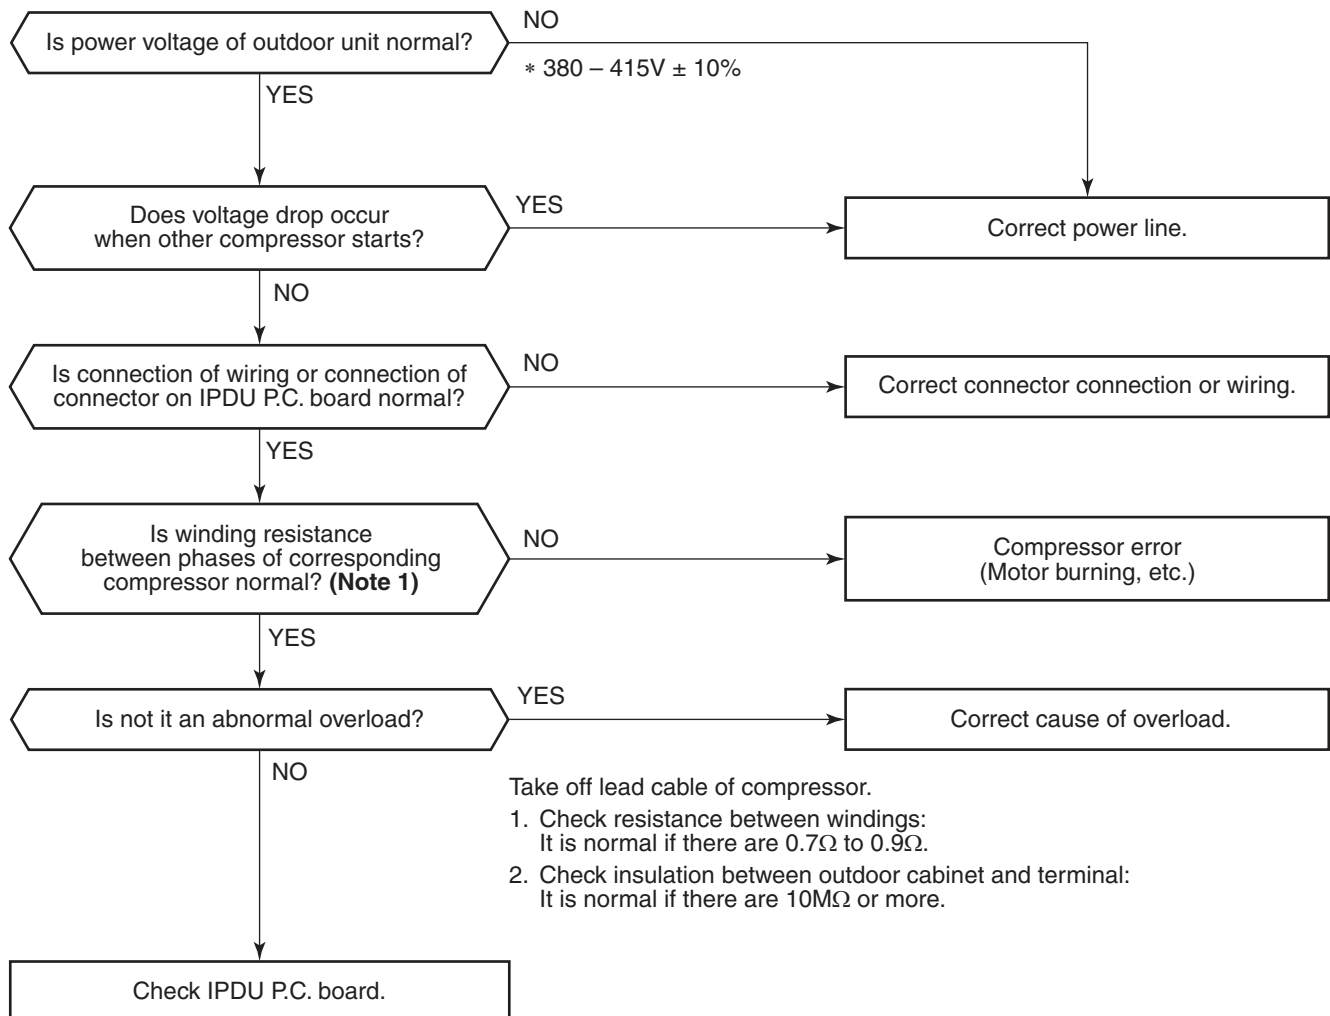 Is power voltage of outdoor unit normal?
NO
* 380 – 415V ± 10%
YES
Does voltage drop occur
when other compressor starts?
YES
Correct power line.
NO
Is connection of wiring or connection of
connector on IPDU P.C. board normal?
NO
Correct connector connection or wiring.
YES
Is winding resistance
between phases of corresponding
compressor normal? (Note 1)
NO
Compressor error
(Motor burning, etc.)
YES
Is not it an abnormal overload?
YES
Correct cause of overload.
NO
Take off lead cable of compressor.
1. Check resistance between windings:
It is normal if there are 0.7Ω to 0.9Ω.
2. Check insulation between outdoor cabinet and terminal:
It is normal if there are 10MΩ or more.
Check IPDU P.C. board.